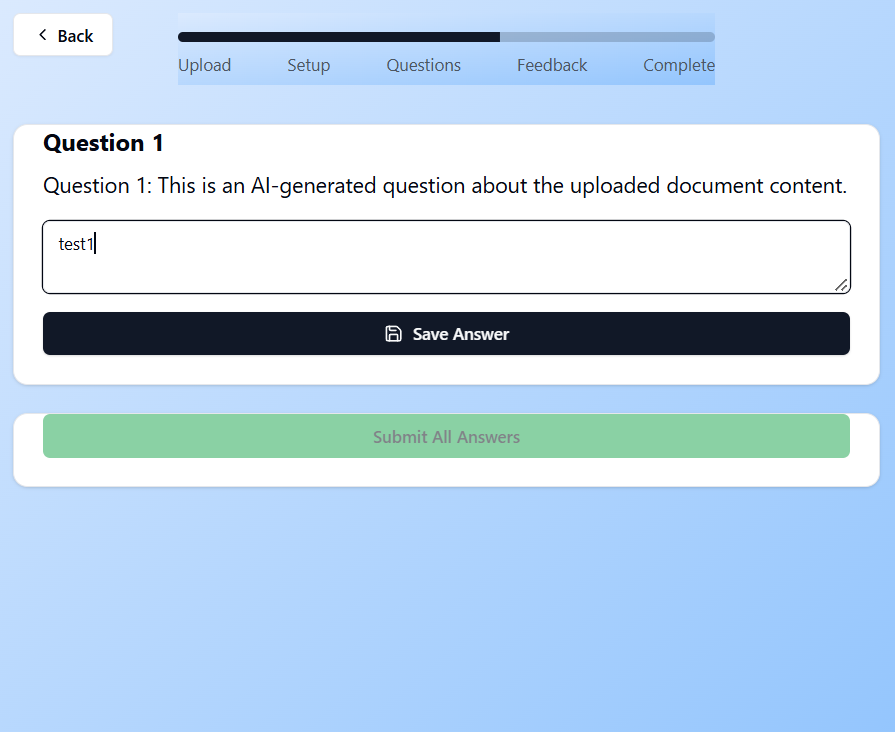 Back
Upload Setup Questions Feedback Complete
Question 1
Question 1: This is an AI-generated question about the uploaded document content.
test1
Save Answer
Submit All Answers